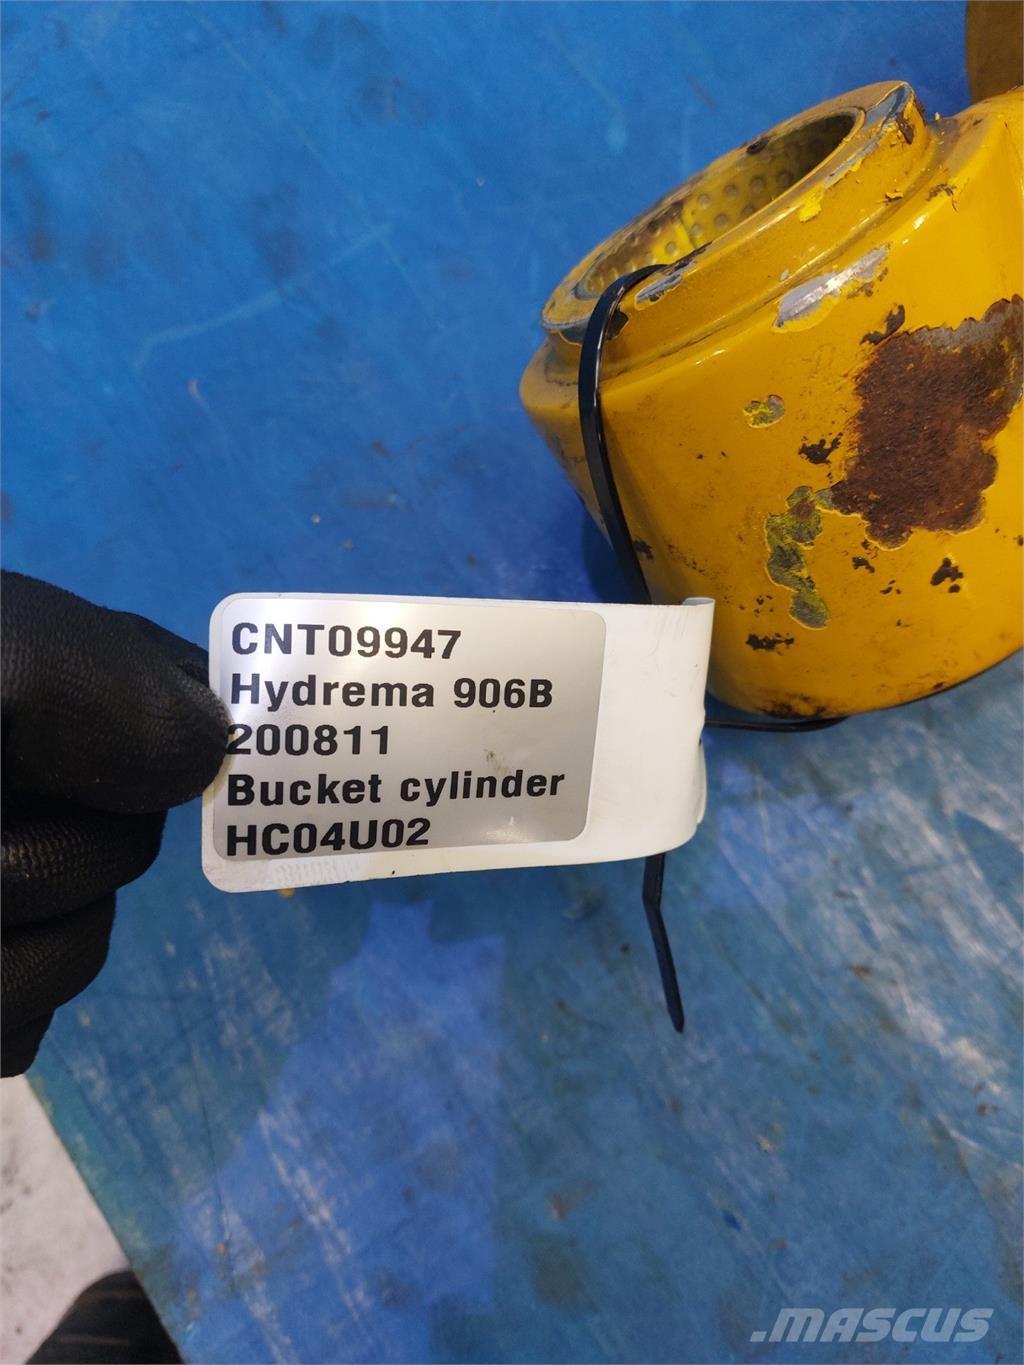 CNT09947
Hydrema 906B
200811
Bucket cylinder
HC04U02
.MASCUS